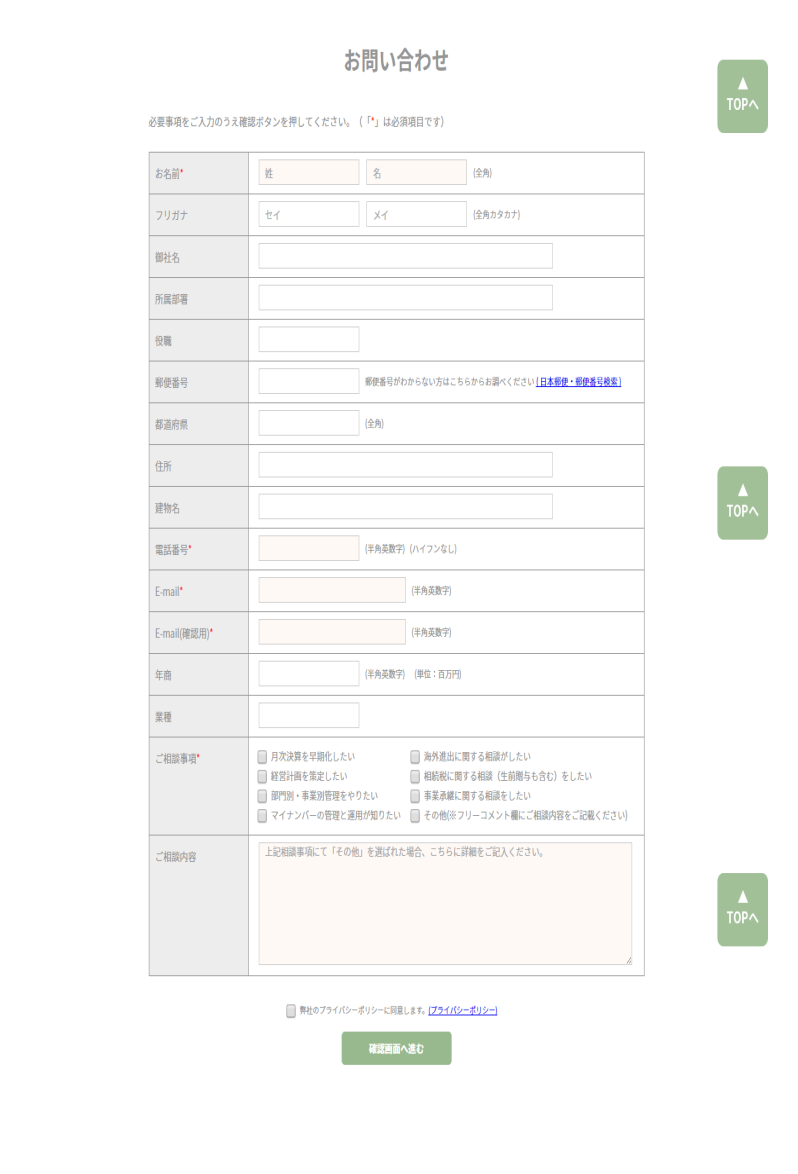 お問い合わせ
▲
TOPへ
必要事項をご入力のうえ確認ボタンを押してください。(「*」は必須項目です)
お名前* 姓 名 (全角)
フリガナ セイ メイ (全角カタカナ)
御社名
所属部署
役職
郵便番号 郵便番号がわからない方はこちらからお調べください ( 日本郵便・郵便番号検索 )
都道府県 (全角)
住所
▲
TOPへ
建物名
電話番号* (半角英数字) (ハイフンなし)
E-mail* (半角英数字)
E-mail(確認用)* (半角英数字)
年商 (半角英数字) (単位:百万円)
業種
ご相談事項* 月次決算を早期化したい 海外進出に関する相談がしたい
経営計画を策定したい 相続税に関する相談(生前贈与も含む)をしたい
部門別・事業別管理をやりたい 事業承継に関する相談をしたい
マイナンバーの管理と運用が知りたい その他(※フリーコメント欄にご相談内容をご記載ください)
ご相談内容 上記相談事項にて「その他」を選ばれた場合、こちらに詳細をご記入ください。
▲
TOPへ
弊社のプライバシーポリシーに同意します。(プライバシーポリシー)
確認画面へ進む